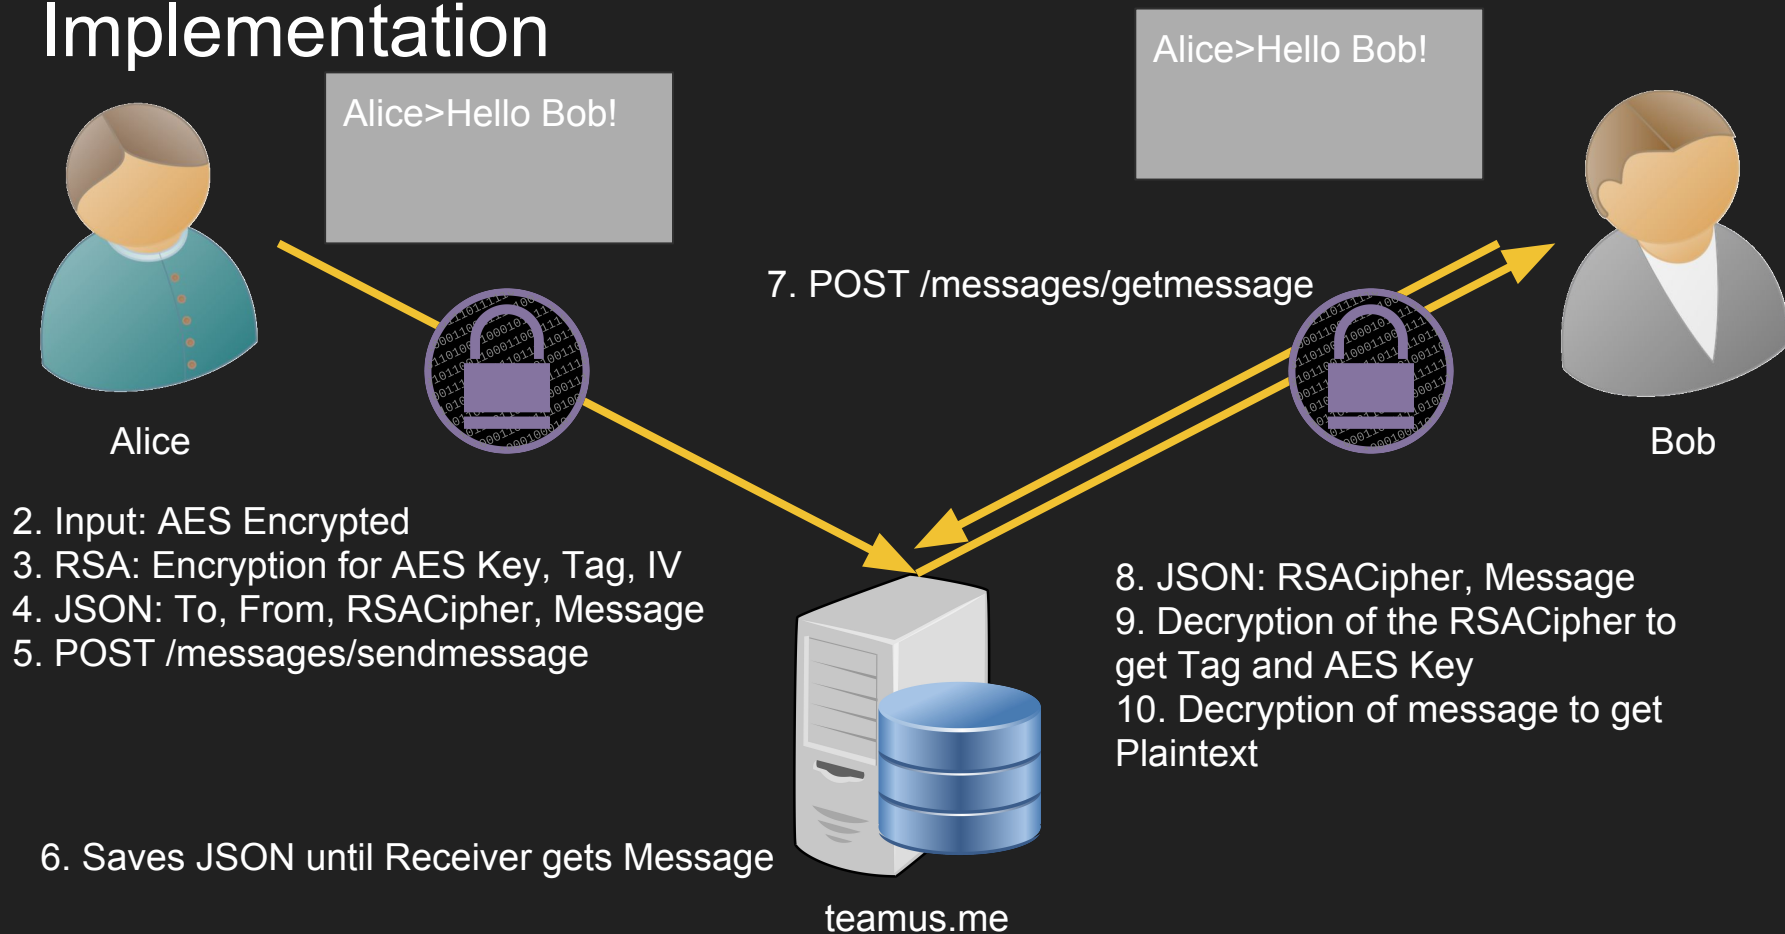 Implementation
Alice>Hello Bob!
Alice>Hello Bob!
7. POST /messages/getmessage
Alice
Bob
2. Input: AES Encrypted
3. RSA: Encryption for AES Key, Tag, IV
4. JSON: To, From, RSACipher, Message
5. POST /messages/sendmessage
8. JSON: RSACipher, Message
9. Decryption of the RSACipher to
get Tag and AES Key
10. Decryption of message to get
Plaintext
6. Saves JSON until Receiver gets Message
teamus.me